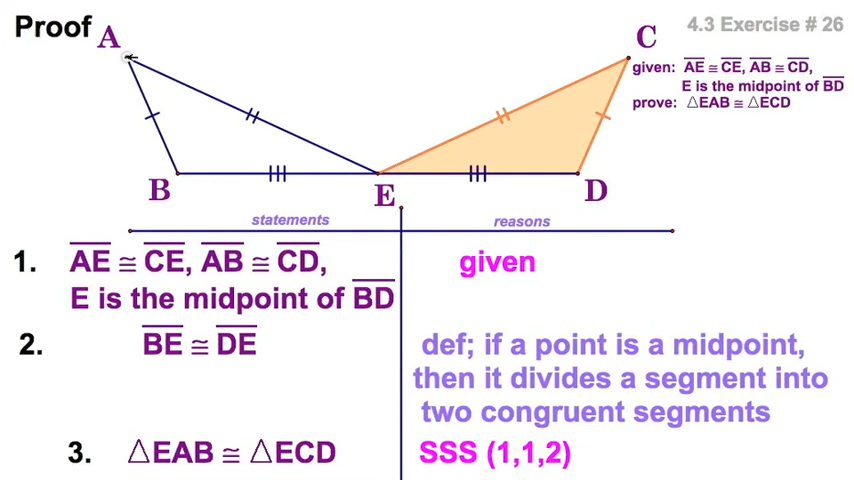 Proof
4.3 Exercise # 26
A
C
given: AE ≅ CE, AB ≅ CD,
E is the midpoint of BD
prove: △EAB ≅ △ECD
B
E
D
statements
reasons
1. AE ≅ CE, AB ≅ CD,
given
E is the midpoint of BD
2. BE ≅ DE
def; if a point is a midpoint,
then it divides a segment into
two congruent segments
3. △EAB ≅ △ECD
SSS (1,1,2)